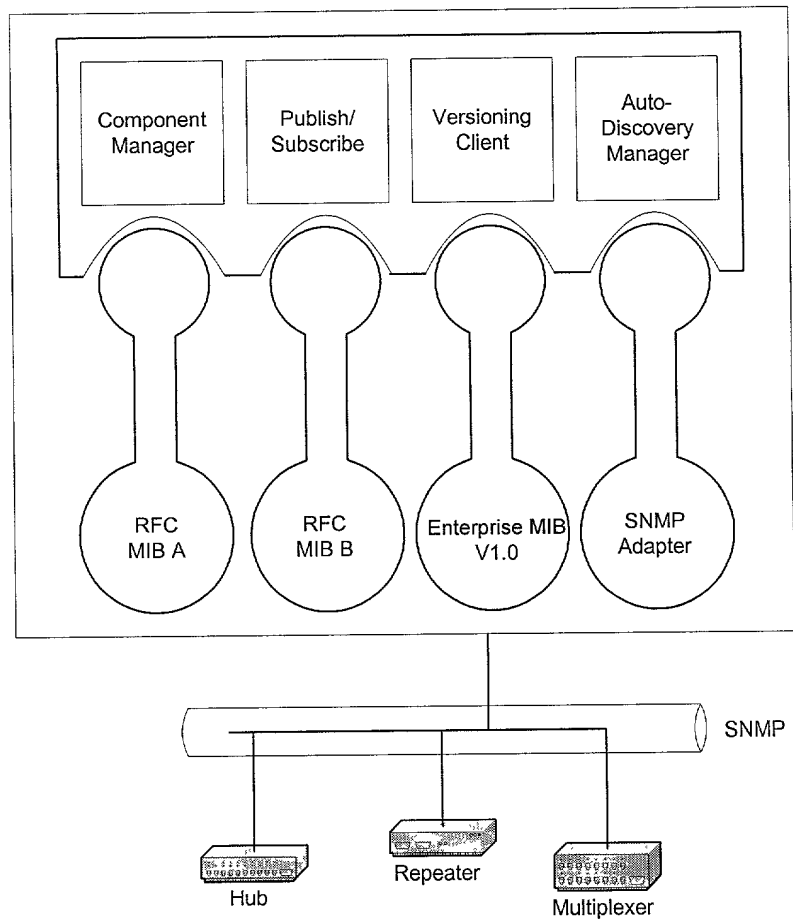 Component
Manager
Publish/
Subscribe
Versioning
Client
Auto-
Discovery
Manager
RFC
MIB A
RFC
MIB B
Enterprise MIB
V1.0
SNMP
Adapter
SNMP
Hub
Repeater
Multiplexer